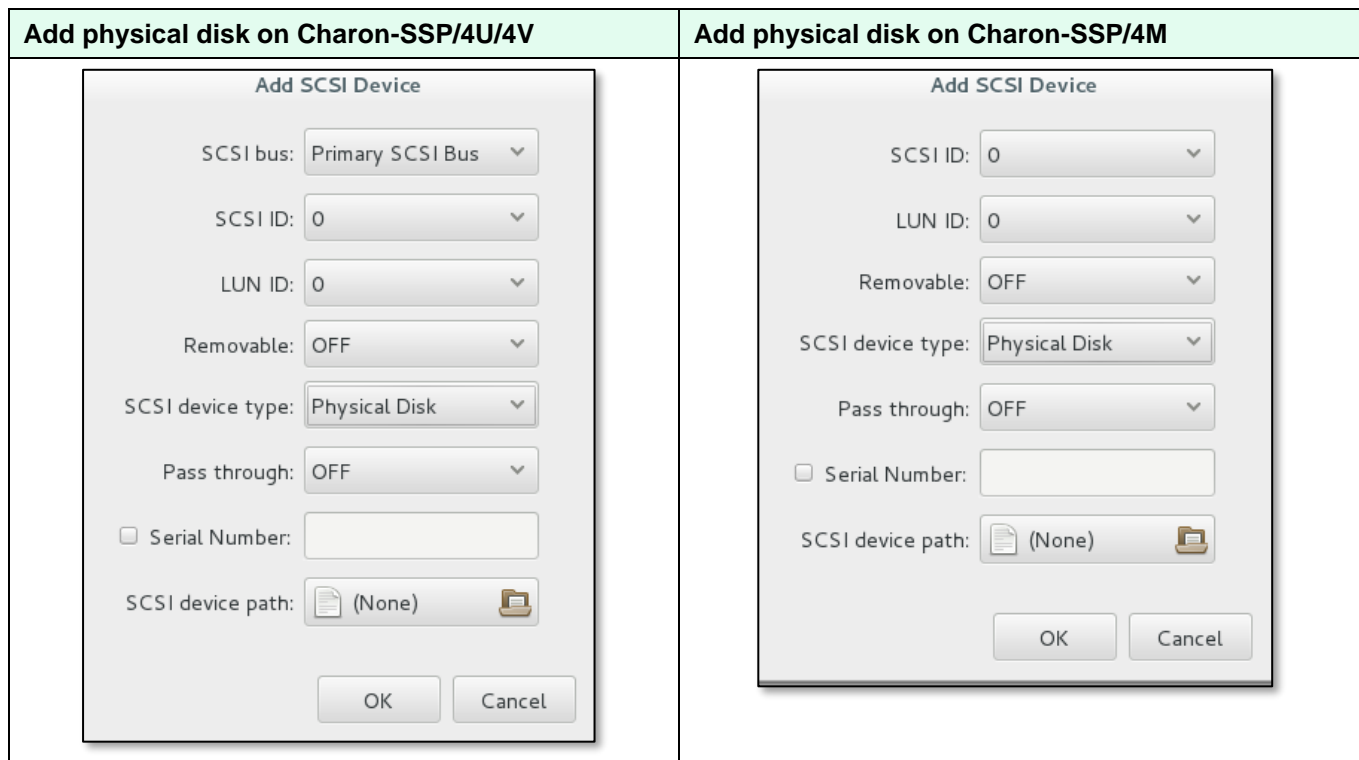 Add physical disk on Charon-SSP/4U/4V
Add SCSI Device
SCSI bus: Primary SCSI Bus
SCSI ID: 0
LUN ID: 0
Removable: OFF
SCSI device type: Physical Disk
Pass through: OFF
Serial Number:
SCSI device path: (None)
OK Cancel
Add physical disk on Charon-SSP/4M
Add SCSI Device
SCSI ID: 0
LUN ID: 0
Removable: OFF
SCSI device type: Physical Disk
Pass through: OFF
Serial Number:
SCSI device path: (None)
OK Cancel